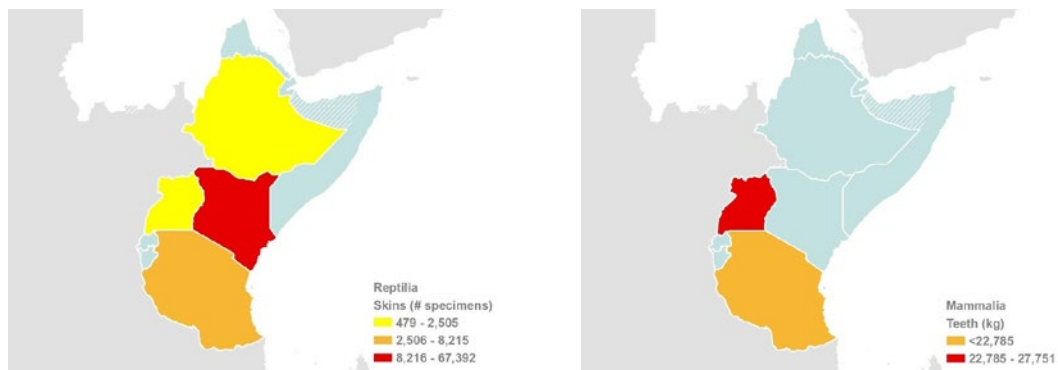 Reptilia
Skins (# specimens)
479 - 2,505
2,506 - 8,215
8,216 - 67,392
Mammalia
Teeth (kg)
<22,785
22,785 - 27,751